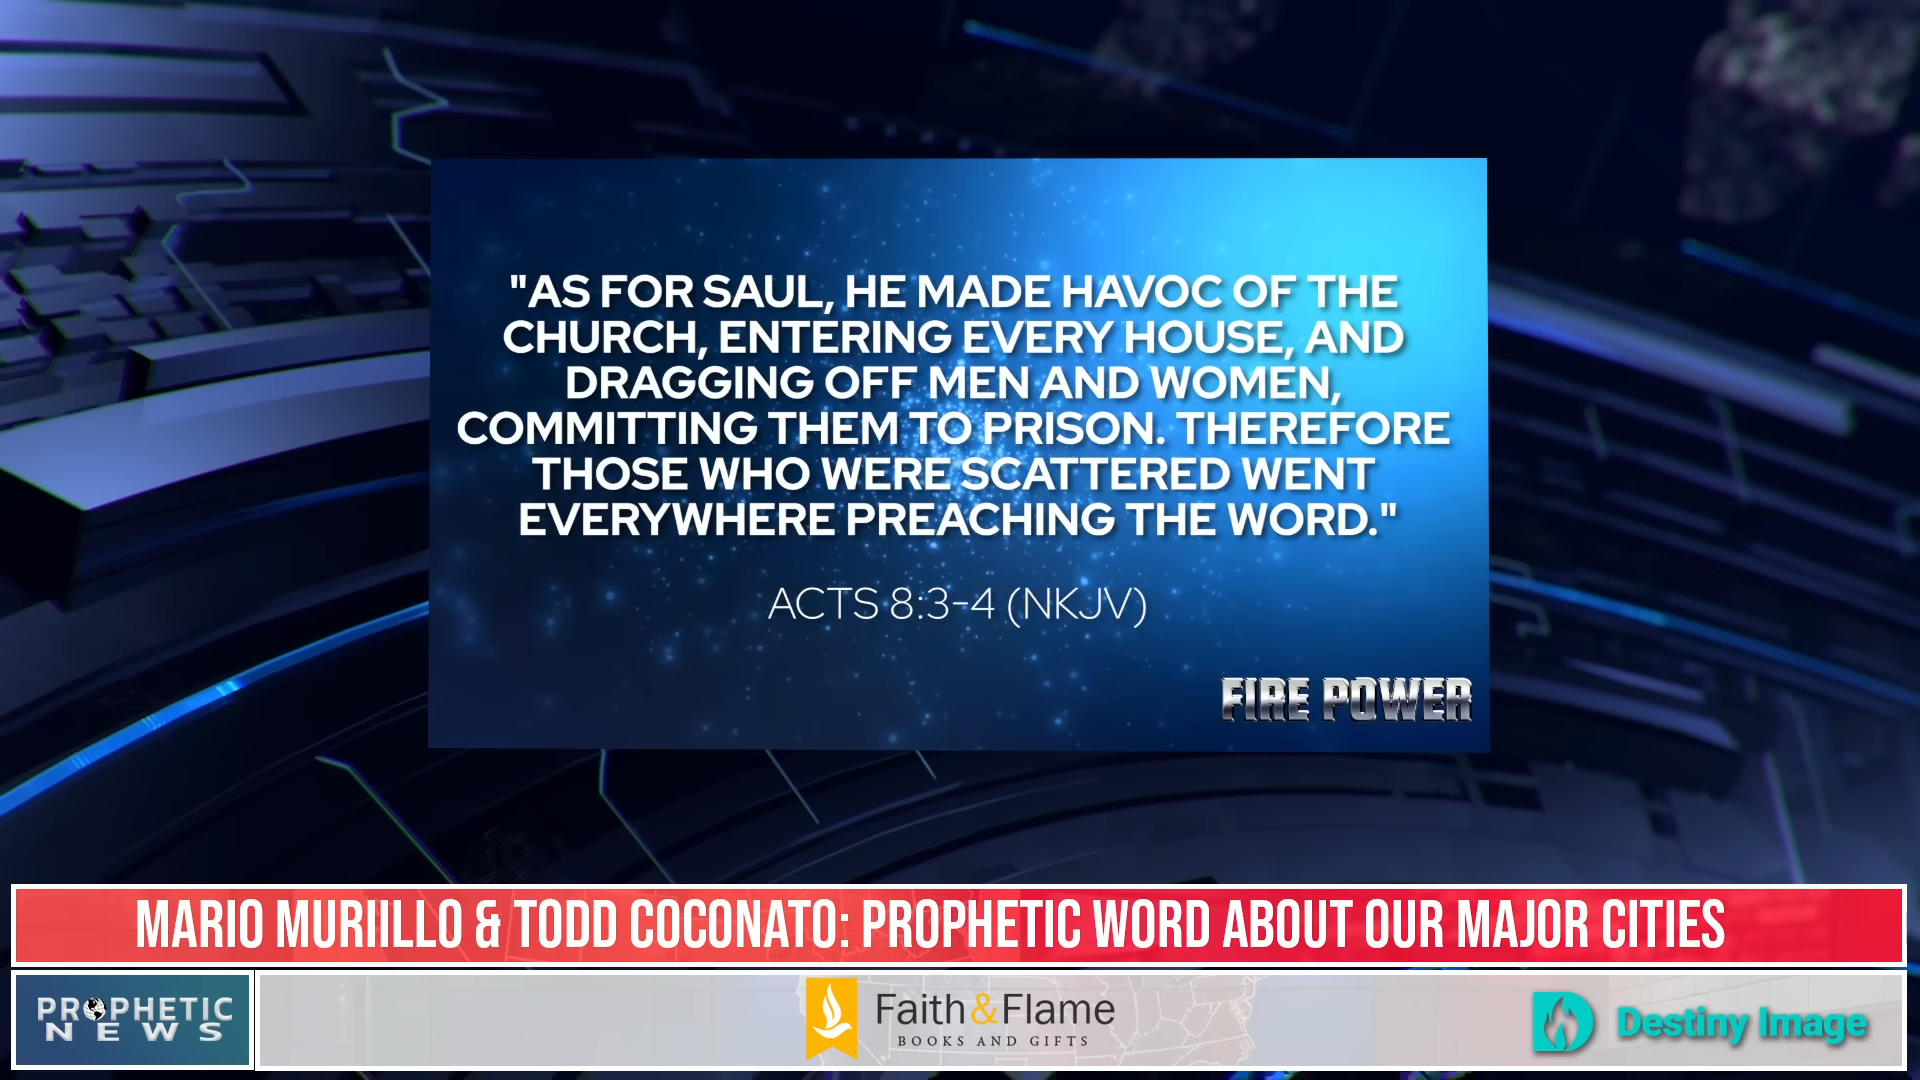 "AS FOR SAUL, HE MADE HAVOC OF THE
CHURCH, ENTERING EVERY HOUSE, AND
DRAGGING OFF MEN AND WOMEN,
COMMITTING THEM TO PRISON. THEREFORE
THOSE WHO WERE SCATTERED WENT
EVERYWHERE PREACHING THE WORD."
ACTS 8:3-4 (NKJV)
FIRE POWER
MARIO MURIILLO & TODD COCONATO: PROPHETIC WORD ABOUT OUR MAJOR CITIES
PROPHETIC
NEWS
Faith&Flame
BOOKS AND GIFTS
Destiny Image